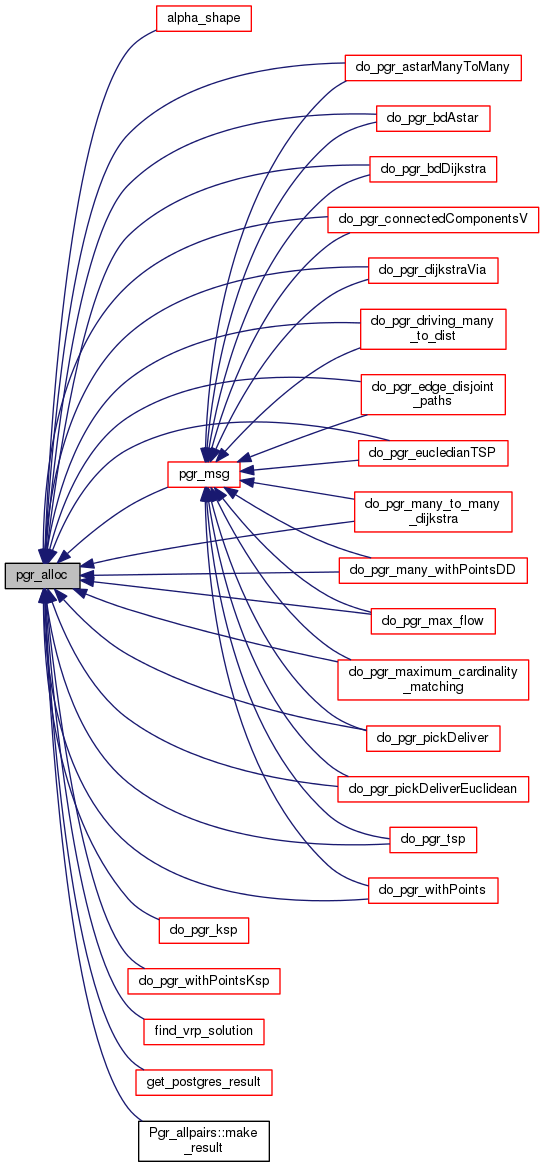 alpha_shape
do_pgr_astarManyToMany
do_pgr_bdAstar
do_pgr_bdDijkstra
do_pgr_connectedComponentsV
do_pgr_dijkstraVia
do_pgr_driving_many
_to_dist
do_pgr_edge_disjoint
_paths
do_pgr_eucledianTSP
pgr_msg
do_pgr_many_to_many
_dijkstra
do_pgr_many_withPointsDD
pgr_alloc
do_pgr_max_flow
do_pgr_maximum_cardinality
_matching
do_pgr_pickDeliver
do_pgr_pickDeliverEuclidean
do_pgr_tsp
do_pgr_withPoints
do_pgr_ksp
do_pgr_withPointsKsp
find_vrp_solution
get_postgres_result
Pgr_allpairs::make
_result